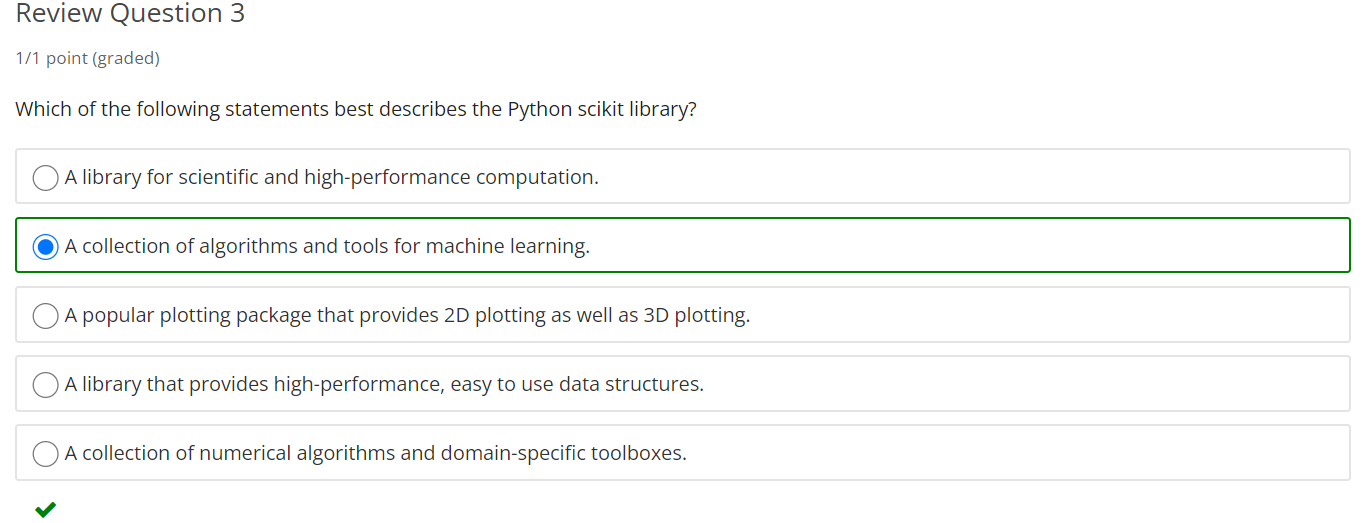 Review Question 3
1/1 point (graded)
Which of the following statements best describes the Python scikit library?
A library for scientific and high-performance computation.
A collection of algorithms and tools for machine learning.
A popular plotting package that provides 2D plotting as well as 3D plotting.
A library that provides high-performance, easy to use data structures.
A collection of numerical algorithms and domain-specific toolboxes.